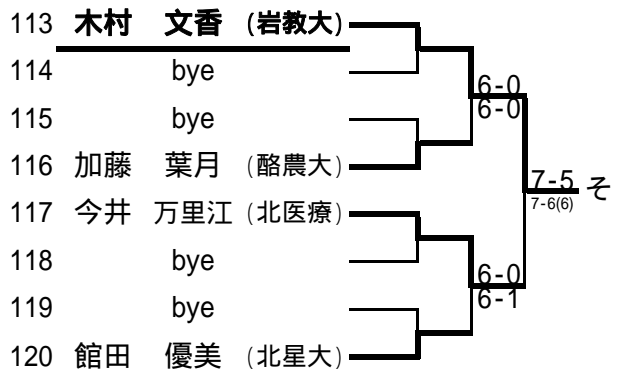 113 木村 文香 (岩教大)
114 bye
115 bye
116 加藤 葉月 (酪農大)
117 今井 万里江 (北医療)
118 bye
119 bye
120 館田 優美 (北星大)
6-0
6-0
7-5
7-6(6)
そ
6-0
6-1